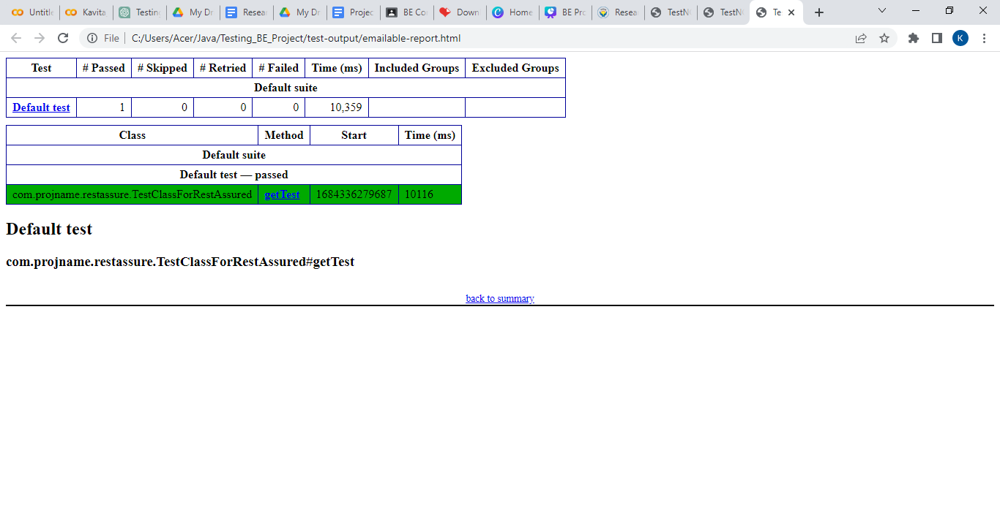 Untitle Kavita Testing My Dr Resear My Dr Projec BE Co Down Home BE Pro Resea TestN TestN Te
File C:/Users/Acer/Java/Testing_BE_Project/test-output/emailable-report.html K
Test # Passed # Skipped # Retried # Failed Time (ms) Included Groups Excluded Groups
Default suite
Default test 1 0 0 0 10,359
Class Method Start Time (ms)
Default suite
Default test — passed
com.projname.restassure.TestClassForRestAssured getTest 1684336279687 10116
Default test
com.projname.restassure.TestClassForRestAssured#getTest
back to summary